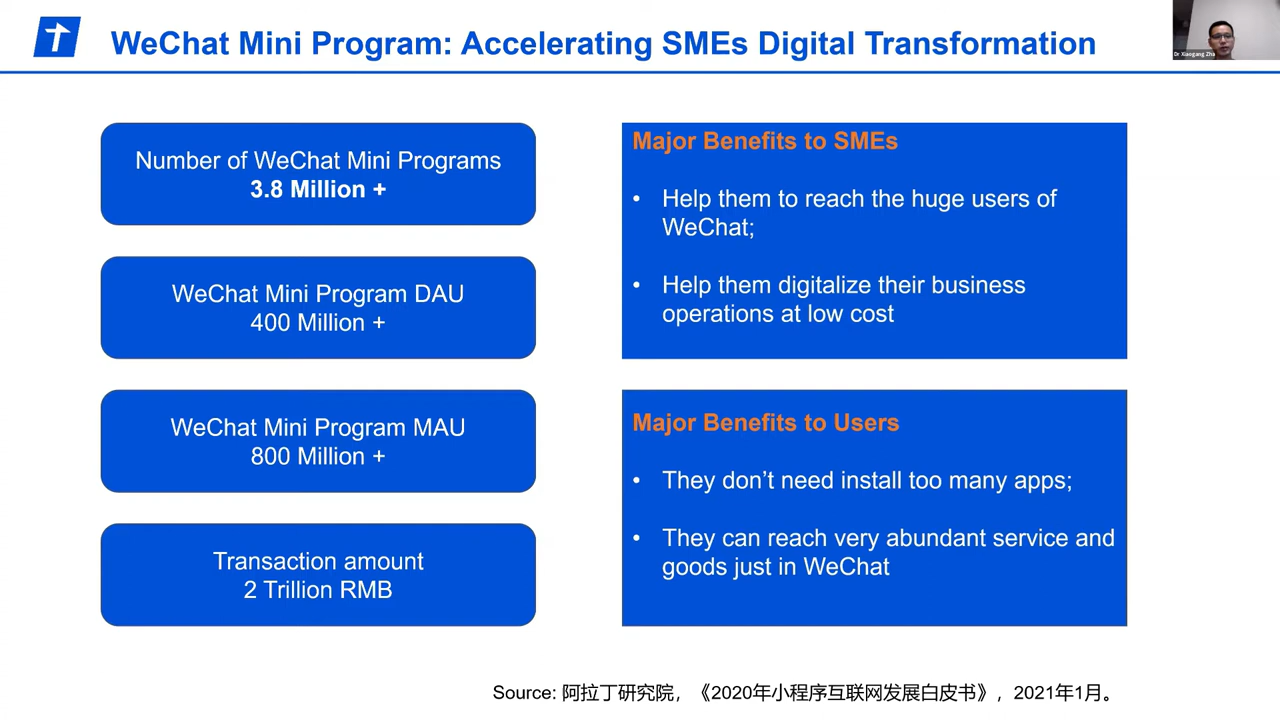 WeChat Mini Program: Accelerating SMEs Digital Transformation
Dr Xiaogang Zha
Number of WeChat Mini Programs
3.8 Million +
WeChat Mini Program DAU
400 Million +
WeChat Mini Program MAU
800 Million +
Transaction amount
2 Trillion RMB
Major Benefits to SMEs
• Help them to reach the huge users of
WeChat;
• Help them digitalize their business
operations at low cost
Major Benefits to Users
• They don’t need install too many apps;
• They can reach very abundant service and
goods just in WeChat
Source: 阿拉丁研究院，《2020年小程序互联网发展白皮书》，2021年1月。